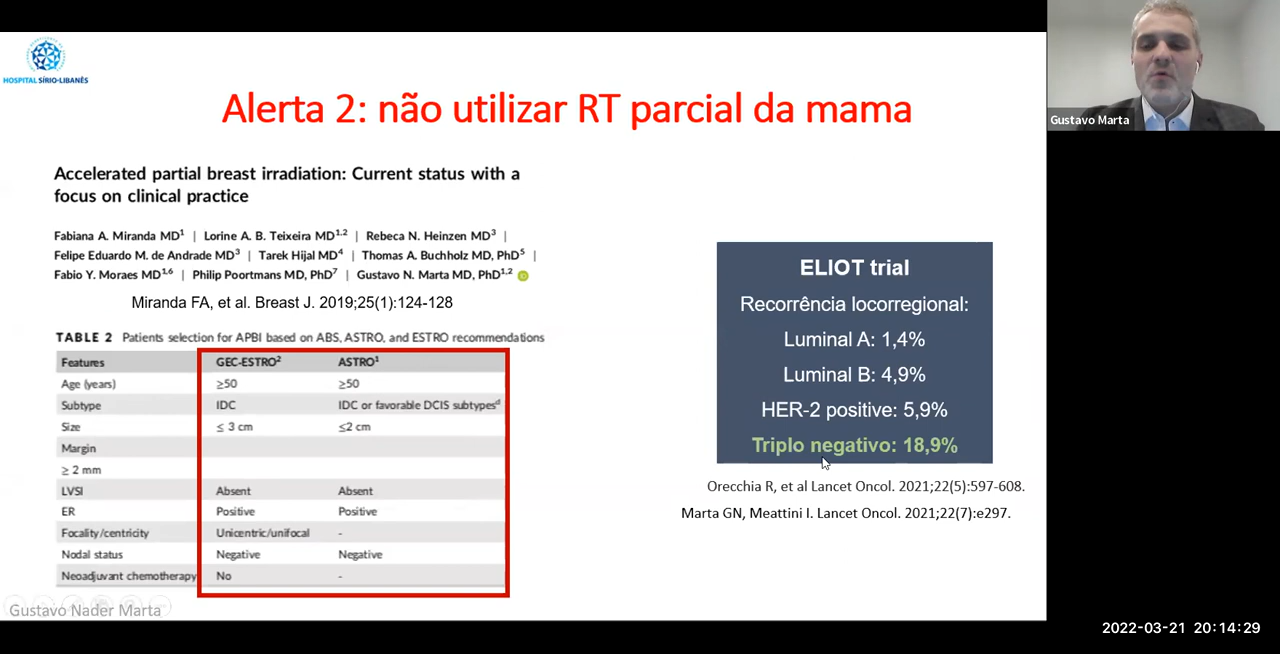 HOSPITAL SÍRIO-LIBANÊS
Alerta 2: não utilizar RT parcial da mama
Gustavo Marta
Accelerated partial breast irradiation: Current status with a
focus on clinical practice
Fabiana A. Miranda MD1 | Lorine A. B. Teixeira MD1,2 | Rebeca N. Heinzen MD3 |
Felipe Eduardo M. de Andrade MD3 | Tarek Hijal MD4 | Thomas A. Buchholz MD, PhD5 |
Fabio Y. Moraes MD1,6 | Philip Poortmans MD, PhD7 | Gustavo N. Marta MD, PhD1,2
Miranda FA, et al. Breast J. 2019;25(1):124-128
TABLE 2 Patients selection for APBI based on ABS, ASTRO, and ESTRO recommendations
Features GEC-ESTRO2 ASTRO1
Age (years) ≥50 ≥50
Subtype IDC IDC or favorable DCIS subtypesd
Size ≤ 3 cm ≤2 cm
Margin
≥ 2 mm
LVSI Absent Absent
ER Positive Positive
Focality/centricity Unicentric/unifocal -
Nodal status Negative Negative
Neoadjuvant chemotherapy No -
ELIOT trial
Recorrência locorregional:
Luminal A: 1,4%
Luminal B: 4,9%
HER-2 positive: 5,9%
Triplo negativo: 18,9%
Orecchia R, et al Lancet Oncol. 2021;22(5):597-608.
Marta GN, Meattini I. Lancet Oncol. 2021;22(7):e297.
Gustavo Nader Marta
2022-03-21 20:14:29